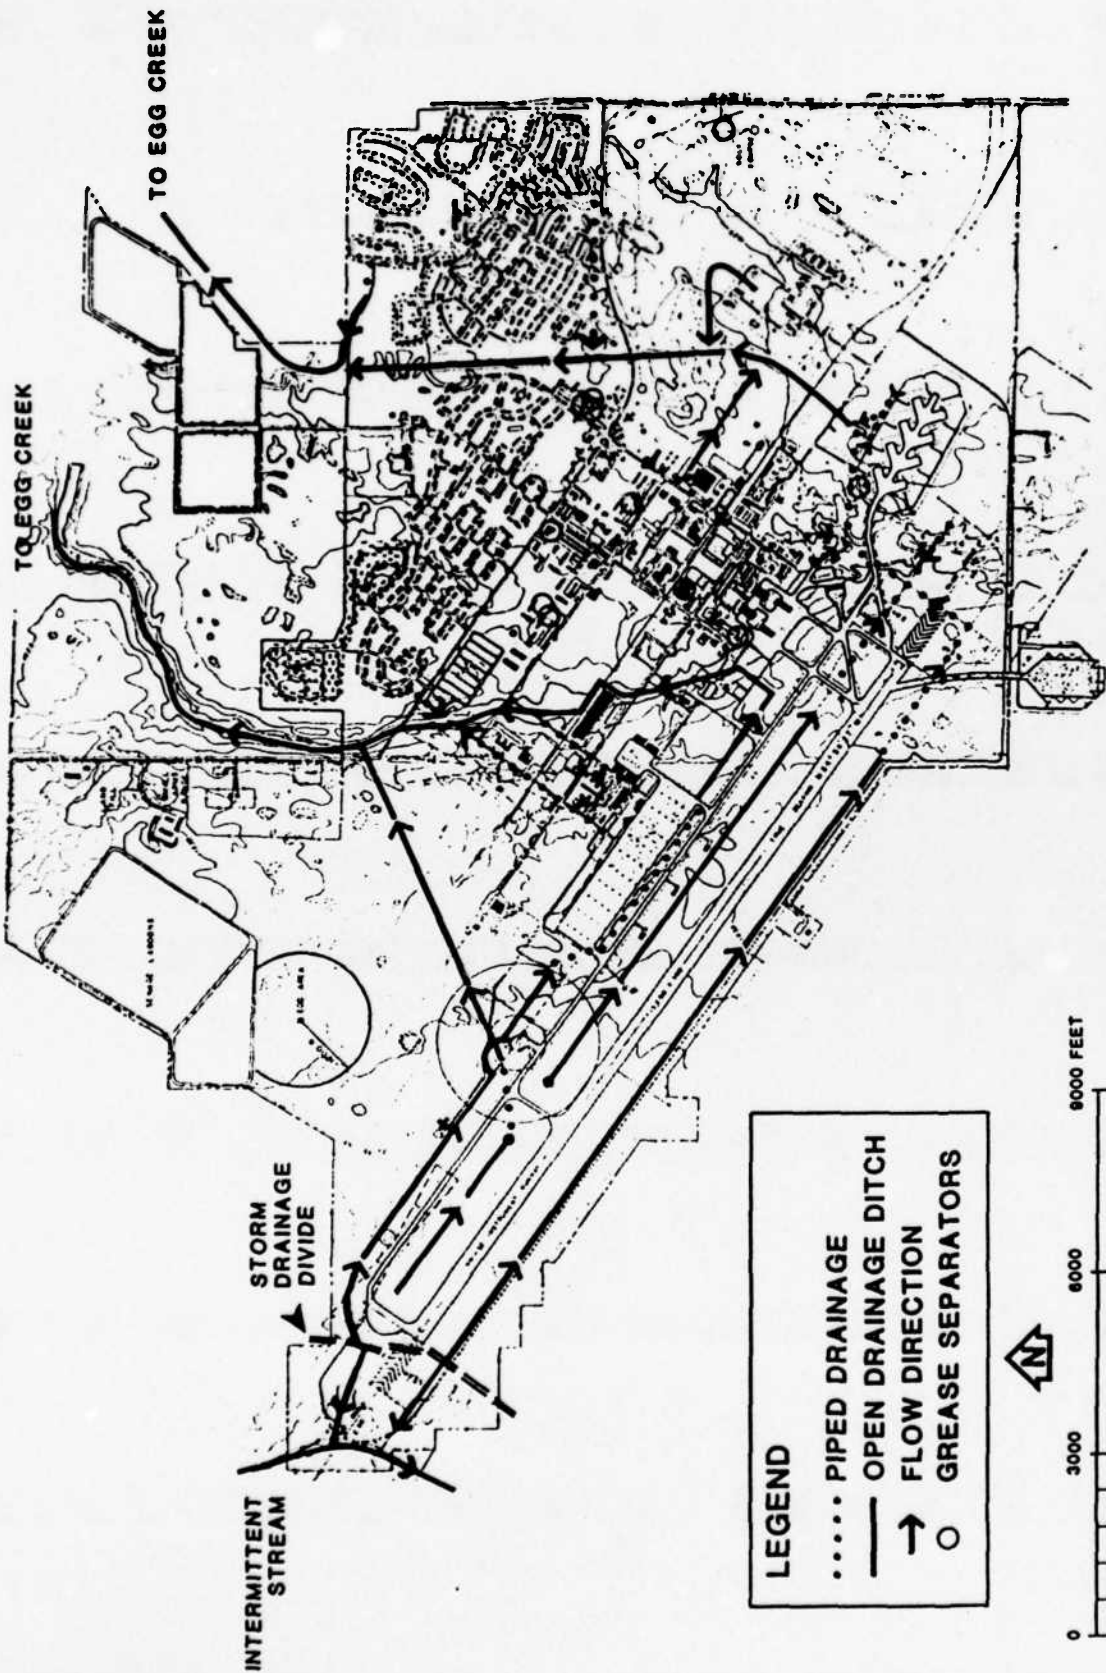 TO EGG CREEK
TO EGG CREEK
STORM
DRAINAGE
DIVIDE
INTERMITTENT
STREAM
LEGEND
PIPED DRAINAGE
OPEN DRAINAGE DITCH
FLOW DIRECTION
GREASE SEPARATORS
N
0
3000
6000
9000 FEET